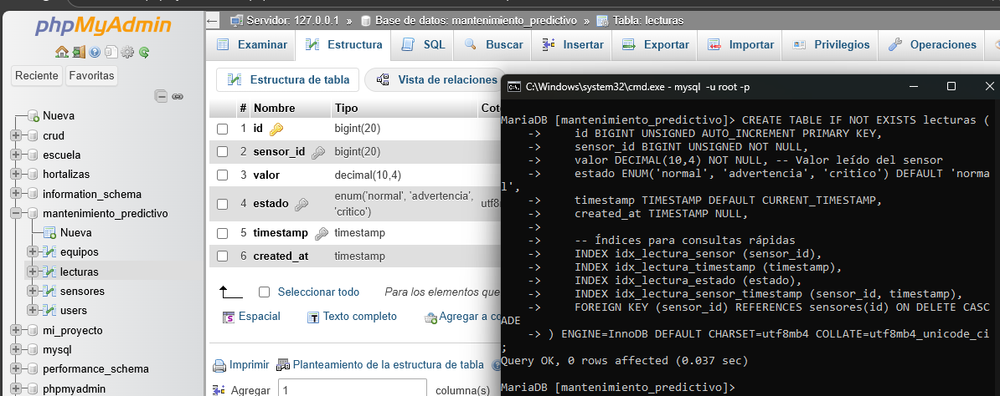 phpMyAdmin
Reciente Favoritas
Nueva
crud
escuela
hortalizas
information_schema
mantenimiento_predictivo
Nueva
equipos
lecturas
sensores
users
mi_proyecto
mysql
performance_schema
phpmyadmin
Servidor: 127.0.0.1 » Base de datos: mantenimiento_predictivo » Tabla: lecturas
Examinar Estructura SQL Buscar Insertar Exportar Importar Privilegios Operaciones
Estructura de tabla Vista de relaciones
# Nombre Tipo Cot
1 id bigint(20)
2 sensor_id bigint(20)
3 valor decimal(10,4)
4 estado enum('normal', 'advertencia', 'critico') utf8
5 timestamp timestamp
6 created_at timestamp
Seleccionar todo Para los elementos que
Espacial Texto completo Agregar a co
Imprimir Planteamiento de la estructura de tabla
Agregar 1 columna(s)
C:\Windows\system32\cmd.exe - mysql -u root -p
MariaDB [mantenimiento_predictivo]> CREATE TABLE IF NOT EXISTS lecturas (
-> id BIGINT UNSIGNED AUTO_INCREMENT PRIMARY KEY,
-> sensor_id BIGINT UNSIGNED NOT NULL,
-> valor DECIMAL(10,4) NOT NULL, -- Valor leído del sensor
-> estado ENUM('normal', 'advertencia', 'critico') DEFAULT 'norma
l',
-> timestamp TIMESTAMP DEFAULT CURRENT_TIMESTAMP,
-> created_at TIMESTAMP NULL,
->
-> -- Índices para consultas rápidas
-> INDEX idx_lectura_sensor (sensor_id),
-> INDEX idx_lectura_timestamp (timestamp),
-> INDEX idx_lectura_estado (estado),
-> INDEX idx_lectura_sensor_timestamp (sensor_id, timestamp),
-> FOREIGN KEY (sensor_id) REFERENCES sensores(id) ON DELETE CASC
ADE
-> ) ENGINE=InnoDB DEFAULT CHARSET=utf8mb4 COLLATE=utf8mb4_unicode_ci
;
Query OK, 0 rows affected (0.037 sec)
MariaDB [mantenimiento_predictivo]>